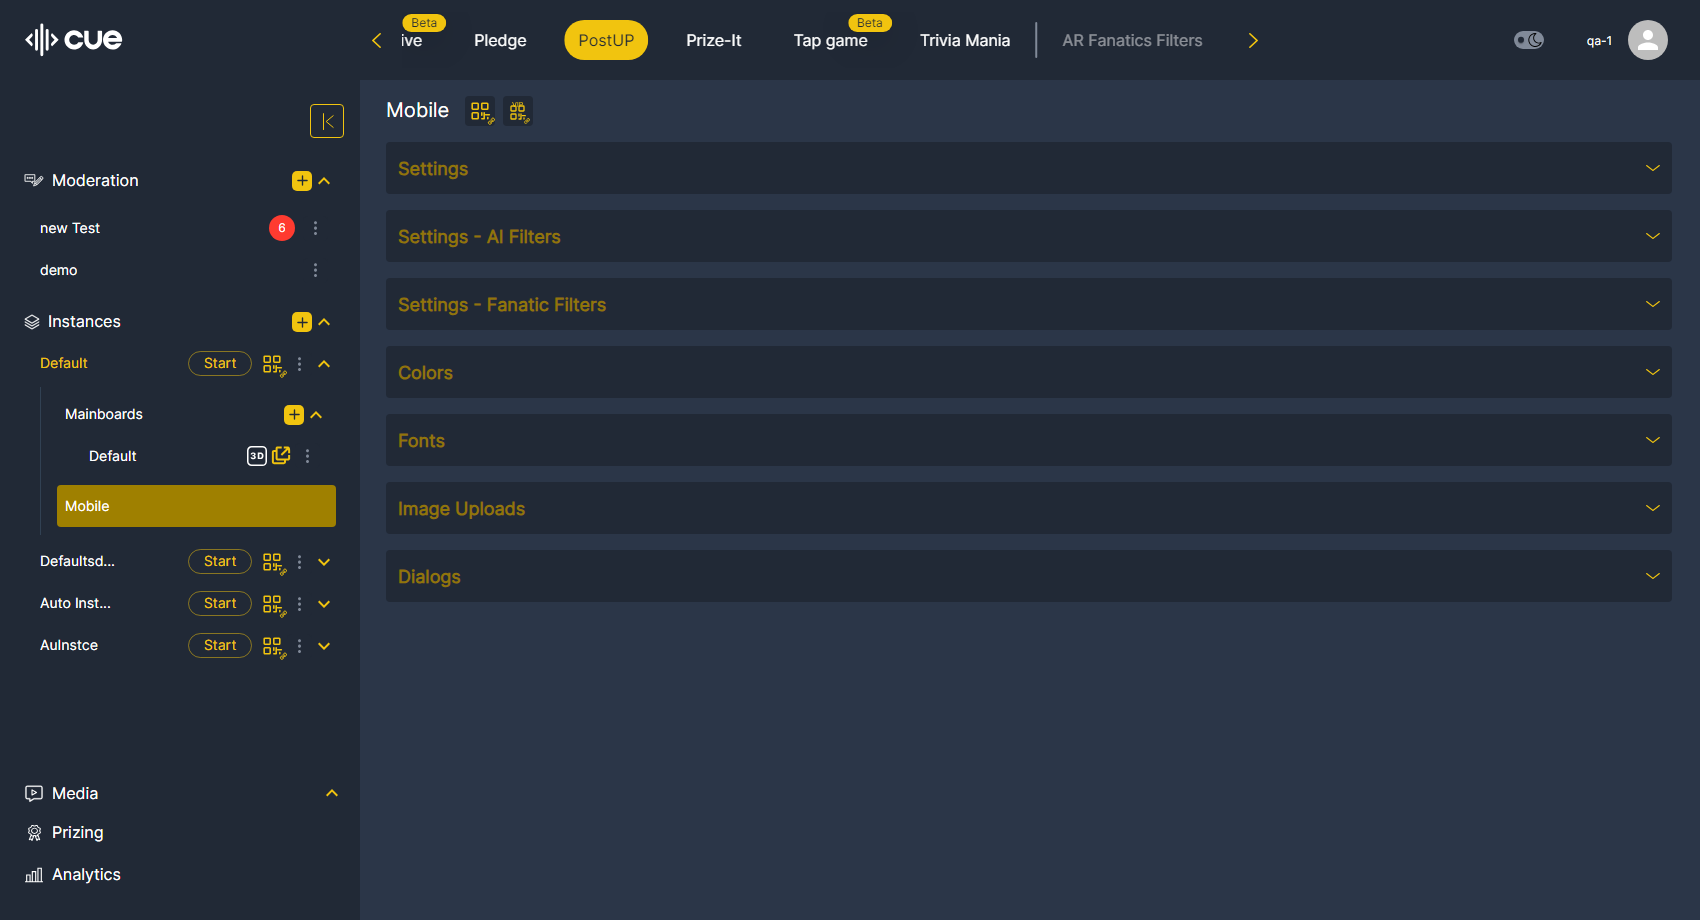 cue
Beta
ive
Pledge
PostUP
Prize-It
Beta
Tap game
Trivia Mania
AR Fanatics Filters
qa-1
Moderation
new Test
6
demo
Instances
Default
Start
Mainboards
Default
3D
Mobile
Defaultsd...
Start
Auto Inst...
Start
AuInstce
Start
Media
Prizing
Analytics
Mobile
Settings
Settings - AI Filters
Settings - Fanatic Filters
Colors
Fonts
Image Uploads
Dialogs